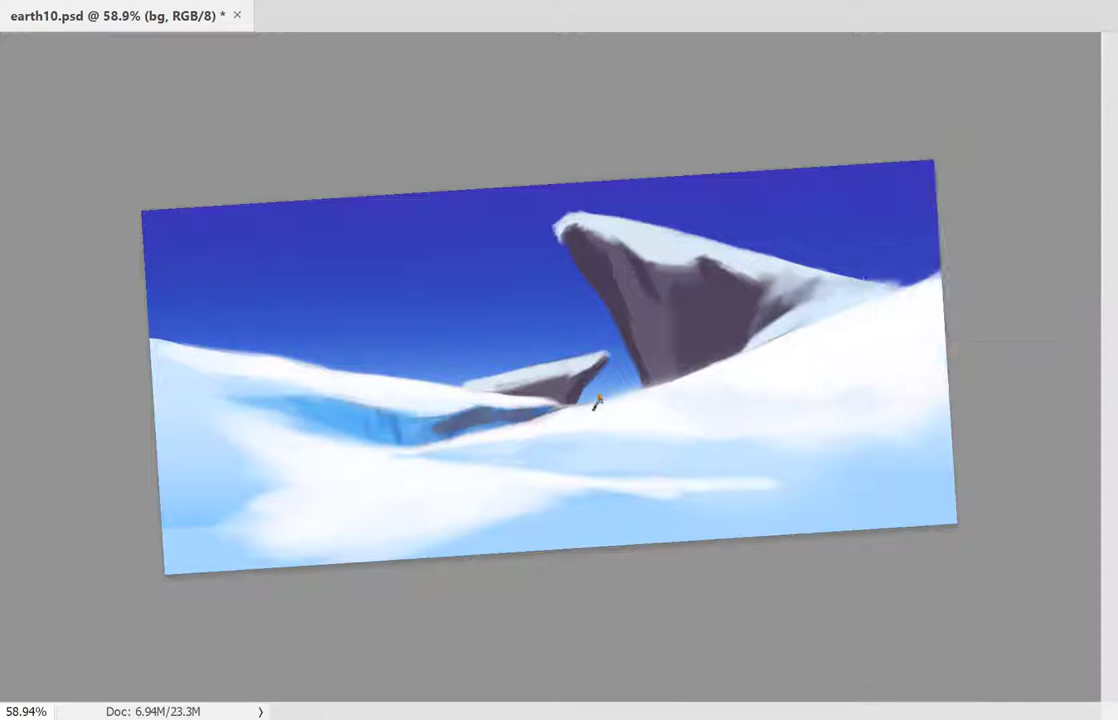 earth10.psd @ 58.9% (bg, RGB/8) * ×
58.94% Doc: 6.94M/23.3M >